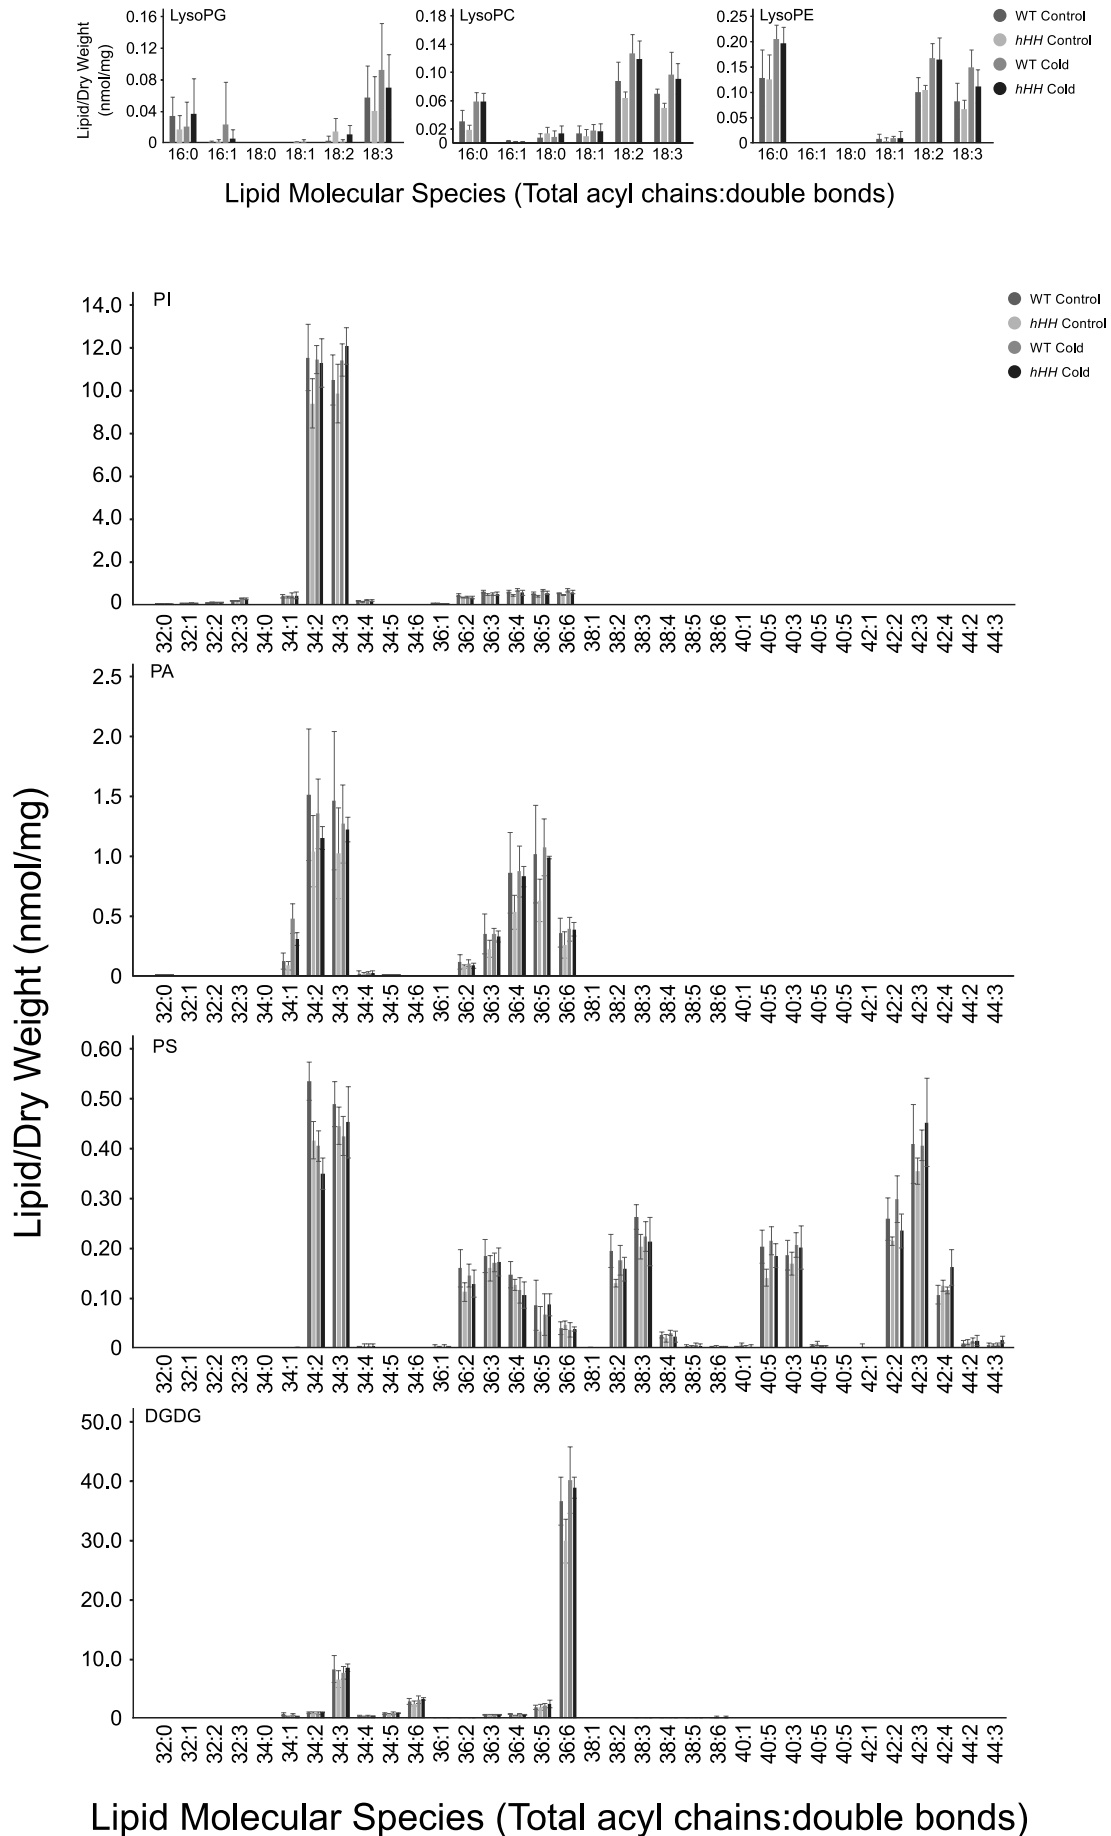 LysoPG LysoPC LysoPE
Lipid/Dry Weight
(nmol/mg)
0.16
0.12
0.08
0.04
0
16:0 16:1 18:0 18:1 18:2 18:3
0.18
0.14
0.10
0.06
0.02
16:0 16:1 18:0 18:1 18:2 18:3
0.25
0.20
0.15
0.10
0.05
0
16:0 16:1 18:0 18:1 18:2 18:3
WT Control
hHH Control
WT Cold
hHH Cold
Lipid Molecular Species (Total acyl chains:double bonds)
Lipid/Dry Weight (nmol/mg)
PI
14.0
12.0
10.0
8.0
6.0
4.0
2.0
0
32:0 32:1 32:2 32:3 34:0 34:1 34:2 34:3 34:4 34:5 34:6 36:1 36:2 36:3 36:4 36:5 36:6 38:1 38:2 38:3 38:4 38:5 38:6 40:1 40:5 40:3 40:5 40:5 42:1 42:2 42:3 42:4 44:2 44:3
WT Control
hHH Control
WT Cold
hHH Cold
PA
2.5
2.0
1.5
1.0
0.5
0
32:0 32:1 32:2 32:3 34:0 34:1 34:2 34:3 34:4 34:5 34:6 36:1 36:2 36:3 36:4 36:5 36:6 38:1 38:2 38:3 38:4 38:5 38:6 40:1 40:5 40:3 40:5 40:5 42:1 42:2 42:3 42:4 44:2 44:3
PS
0.60
0.50
0.40
0.30
0.20
0.10
0
32:0 32:1 32:2 32:3 34:0 34:1 34:2 34:3 34:4 34:5 34:6 36:1 36:2 36:3 36:4 36:5 36:6 38:1 38:2 38:3 38:4 38:5 38:6 40:1 40:5 40:3 40:5 40:5 42:1 42:2 42:3 42:4 44:2 44:3
DGDG
50.0
40.0
30.0
20.0
10.0
0
32:0 32:1 32:2 32:3 34:0 34:1 34:2 34:3 34:4 34:5 34:6 36:1 36:2 36:3 36:4 36:5 36:6 38:1 38:2 38:3 38:4 38:5 38:6 40:1 40:5 40:3 40:5 40:5 42:1 42:2 42:3 42:4 44:2 44:3
Lipid Molecular Species (Total acyl chains:double bonds)